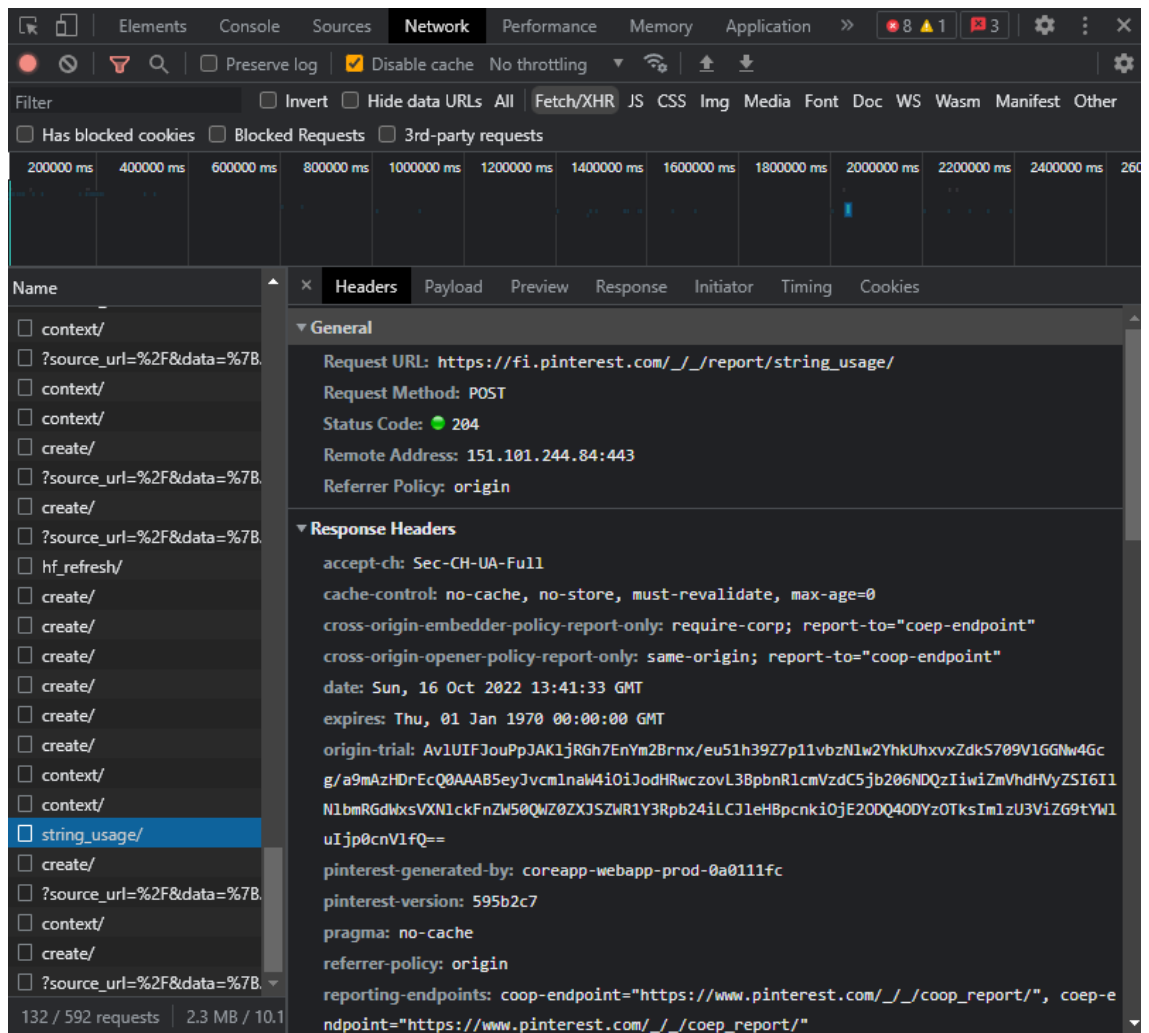 Elements Console Sources Network Performance Memory Application » 8 1 3
Preserve log Disable cache No throttling
Filter Invert Hide data URLs All Fetch/XHR JS CSS Img Media Font Doc WS Wasm Manifest Other
Has blocked cookies Blocked Requests 3rd-party requests
200000 ms 400000 ms 600000 ms 800000 ms 1000000 ms 1200000 ms 1400000 ms 1600000 ms 1800000 ms 2000000 ms 2200000 ms 2400000 ms 260
Name
context/
?source_url=%2F&data=%7B.
context/
context/
create/
?source_url=%2F&data=%7B.
create/
?source_url=%2F&data=%7B.
hf_refresh/
create/
create/
create/
create/
create/
create/
context/
context/
string_usage/
create/
?source_url=%2F&data=%7B.
context/
create/
?source_url=%2F&data=%7B.
132 / 592 requests 2.3 MB / 10.1
× Headers Payload Preview Response Initiator Timing Cookies
General
Request URL: https://fi.pinterest.com/_/_/report/string_usage/
Request Method: POST
Status Code: 204
Remote Address: 151.101.244.84:443
Referrer Policy: origin
Response Headers
accept-ch: Sec-CH-UA-Full
cache-control: no-cache, no-store, must-revalidate, max-age=0
cross-origin-embedder-policy-report-only: require-corp; report-to="coep-endpoint"
cross-origin-opener-policy-report-only: same-origin; report-to="coop-endpoint"
date: Sun, 16 Oct 2022 13:41:33 GMT
expires: Thu, 01 Jan 1970 00:00:00 GMT
origin-trial: AvlUIFJouPpJAKljRGh7EnYm2Brnx/eu51h39Z7p11vbzNlw2YhkUhxvxZdkS709VlGGNw4Gc
g/a9mAzHDrEcQ0AAAB5eyJvcmlnaW4iOiJodHRwczovL3BpbnRlcmVzdC5jb206NDQzIiwiZmVhdHVyZSI6Il
NlbmRGdWxsVXNlckFnZW50QWZ0ZXJSZWR1Y3Rpb24iLCJleHBpcnkiOjE2ODQ4ODYzOTksImlzU3ViZG9tYWl
uIjp0cnVlfQ==
pinterest-generated-by: coreapp-webapp-prod-0a0111fc
pinterest-version: 595b2c7
pragma: no-cache
referrer-policy: origin
reporting-endpoints: coop-endpoint="https://www.pinterest.com/_/_/coop_report/", coep-e
ndpoint="https://www.pinterest.com/_/_/coep_report/"